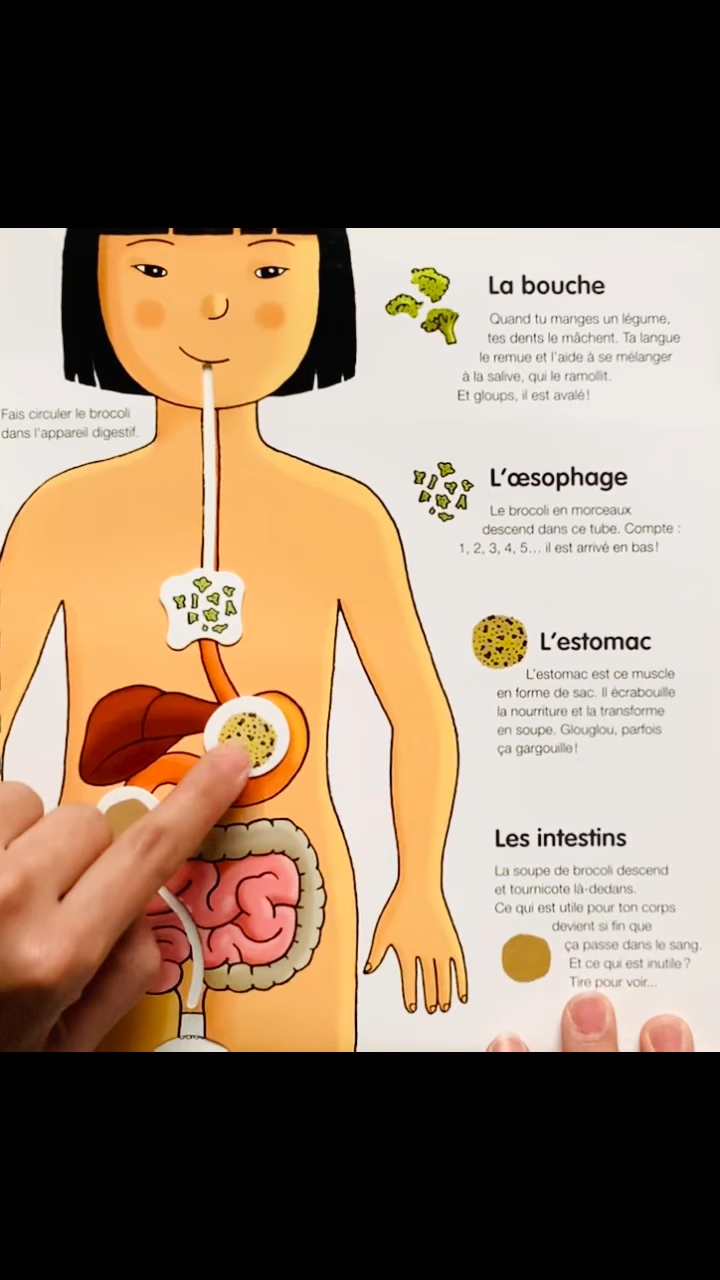 La bouche
Quand tu manges un légume,
tes dents le mâchent. Ta langue
le remue et l'aide à se mélanger
à la salive, qui le ramollit.
Et gloups, il est avalé !
Fais circuler le brocoli
dans l'appareil digestif.
L'œsophage
Le brocoli en morceaux
descend dans ce tube. Compte :
1, 2, 3, 4, 5... il est arrivé en bas !
L'estomac
L'estomac est ce muscle
en forme de sac. Il écrabouille
la nourriture et la transforme
en soupe. Glouglou, parfois
ça gargouille !
Les intestins
La soupe de brocoli descend
et tournicote là-dedans.
Ce qui est utile pour ton corps
devient si fin que
ça passe dans le sang.
Et ce qui est inutile ?
Tire pour voir...